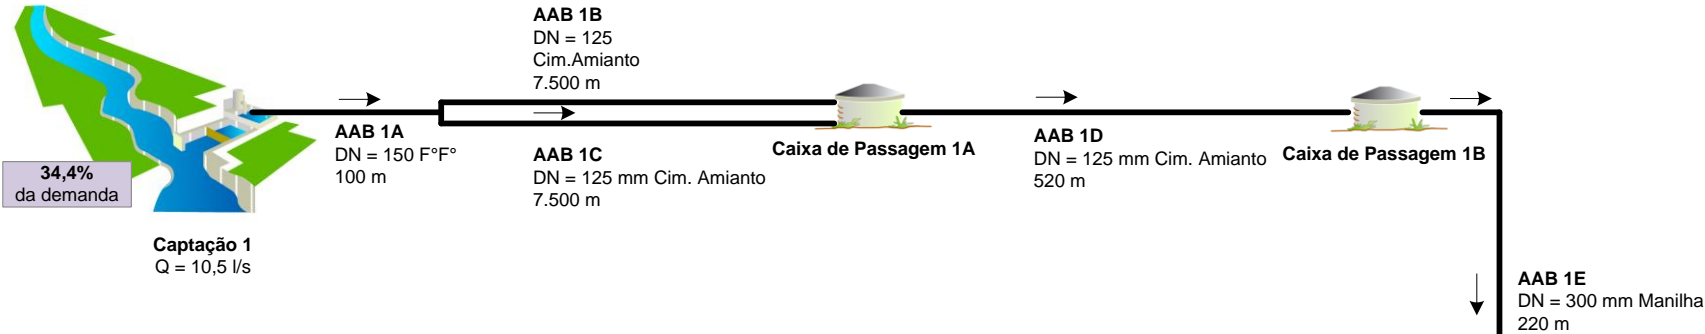 AAB 1B
DN = 125
Cim.Amianto
7.500 m
AAB 1A
DN = 150 F°F°
100 m
AAB 1C
DN = 125 mm Cim. Amianto
7.500 m
Caixa de Passagem 1A
AAB 1D
DN = 125 mm Cim. Amianto
520 m
Caixa de Passagem 1B
34,4%
da demanda
Captação 1
Q = 10,5 l/s
AAB 1E
DN = 300 mm Manilha
220 m